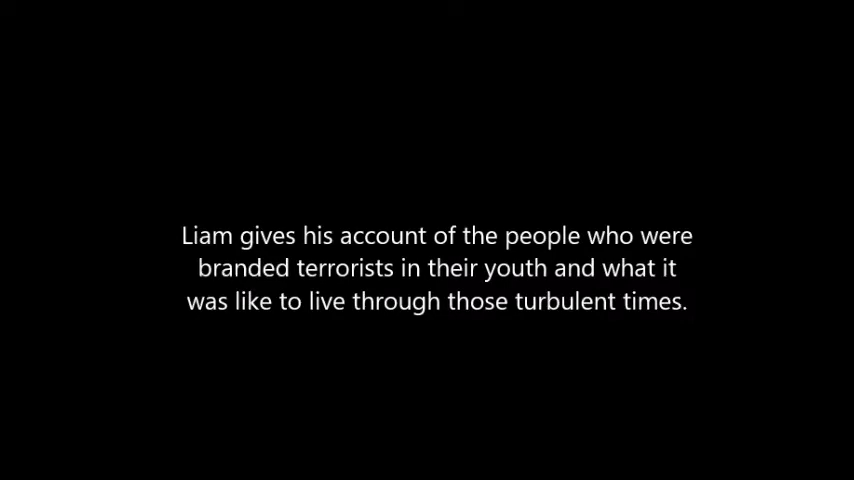 Liam gives his account of the people who were
branded terrorists in their youth and what it
was like to live through those turbulent times.